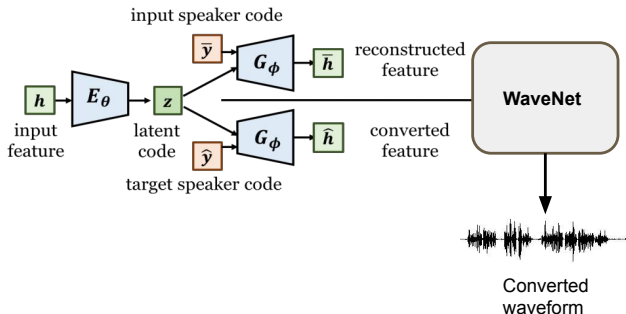 input speaker code
y̅
G_ϕ
h̅
reconstructed
feature
WaveNet
h
E_θ
z
input
feature
latent
code
ŷ
G_ϕ
ĥ
converted
feature
target speaker code
Converted
waveform